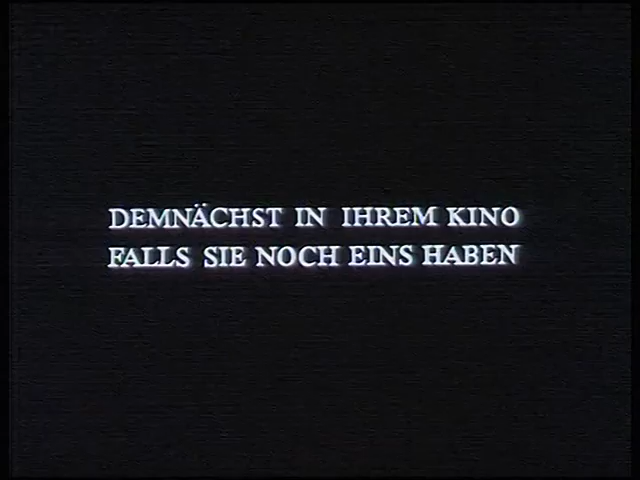 DEMNÄCHST IN IHREM KINO
FALLS SIE NOCH EINS HABEN